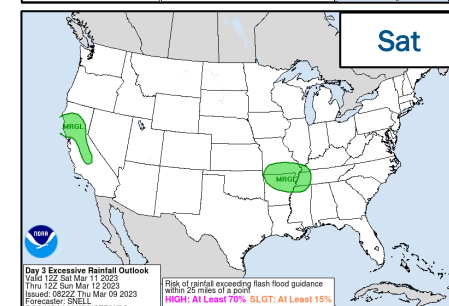 Sat
MRGL
MRGL
NOAA
Day 3 Excessive Rainfall Outlook
Valid 12Z Sat Mar 11 2023
Thru 12Z Sun Mar 12 2023
Issued: 0822Z Thu Mar 09 2023
Forecaster: SNELL
Risk of rainfall exceeding flash flood guidance
within 25 miles of a point
HIGH: At Least 70% SLGT: At Least 15%